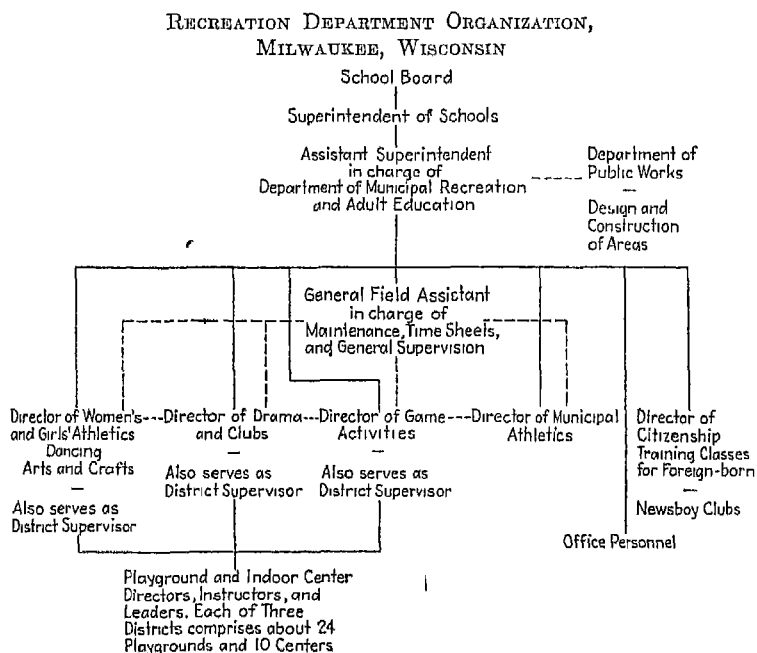 RECREATION DEPARTMENT ORGANIZATION,
MILWAUKEE, WISCONSIN
School Board
Superintendent of Schools
Assistant Superintendent
in charge of
Department of Municipal Recreation
and Adult Education
Department of
Public Works
—
Design and
Construction
of Areas
General Field Assistant
in charge of
Maintenance, Time Sheets,
and General Supervision
Director of Women's
and Girls' Athletics
Dancing
Arts and Crafts
—
Also serves as
District Supervisor
Director of Drama
and Clubs
—
Also serves as
District Supervisor
Director of Game
Activities
—
Also serves as
District Supervisor
Director of Municipal
Athletics
Director of
Citizenship
Training Classes
for Foreign-born
—
Newsboy Clubs
Office Personnel
Playground and Indoor Center
Directors, Instructors, and
Leaders. Each of Three
Districts comprises about 24
Playgrounds and 10 Centers